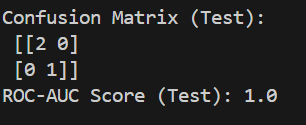 Confusion Matrix (Test):
[[2 0]
[0 1]]
ROC-AUC Score (Test): 1.0